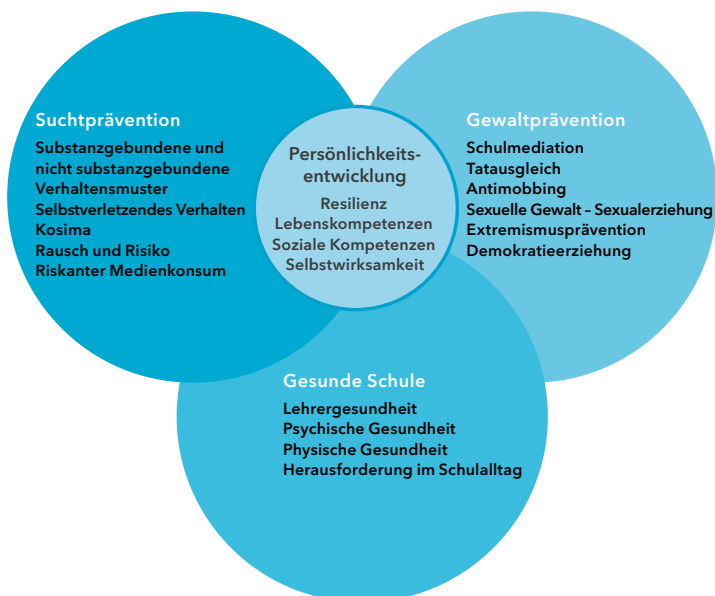 Suchtprävention
Substanzgebundene und
nicht substanzgebundene
Verhaltensmuster
Selbstverletzendes Verhalten
Kosima
Rausch und Risiko
Riskanter Medienkonsum
Persönlichkeits-
entwicklung
Resilienz
Lebenskompetenzen
Soziale Kompetenzen
Selbstwirksamkeit
Gewaltprävention
Schulmediation
Tatausgleich
Antimobbing
Sexuelle Gewalt – Sexualerziehung
Extremismusprävention
Demokratieerziehung
Gesunde Schule
Lehrergesundheit
Psychische Gesundheit
Physische Gesundheit
Herausforderung im Schulalltag